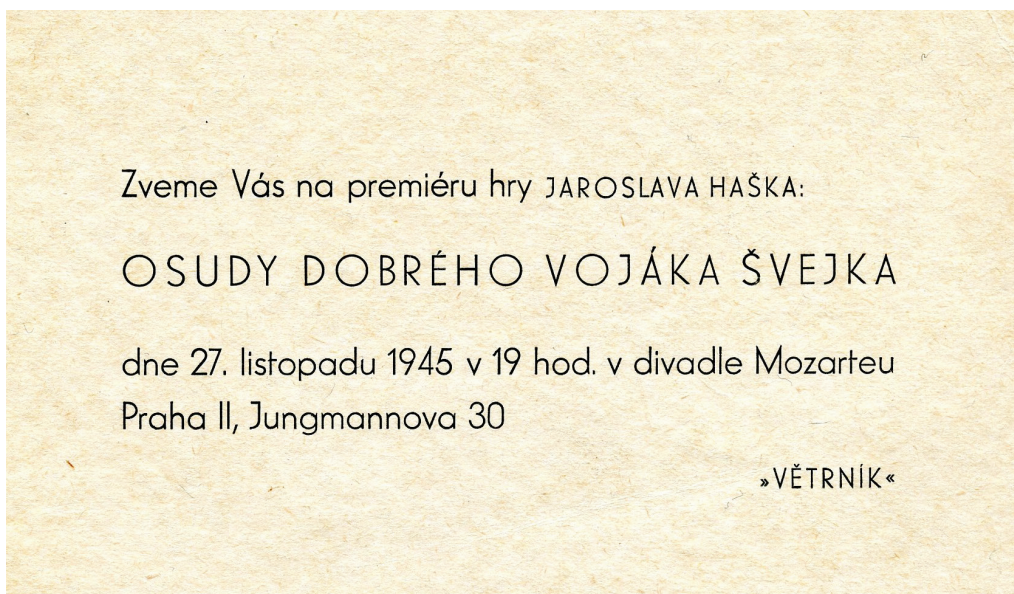 Zveme Vás na premiéru hry JAROSLAVA HAŠKA:
OSUDY DOBRÉHO VOJÁKA ŠVEJKA
dne 27. listopadu 1945 v 19 hod. v divadle Mozarteu
Praha II, Jungmannova 30
»VĚTRNÍK«